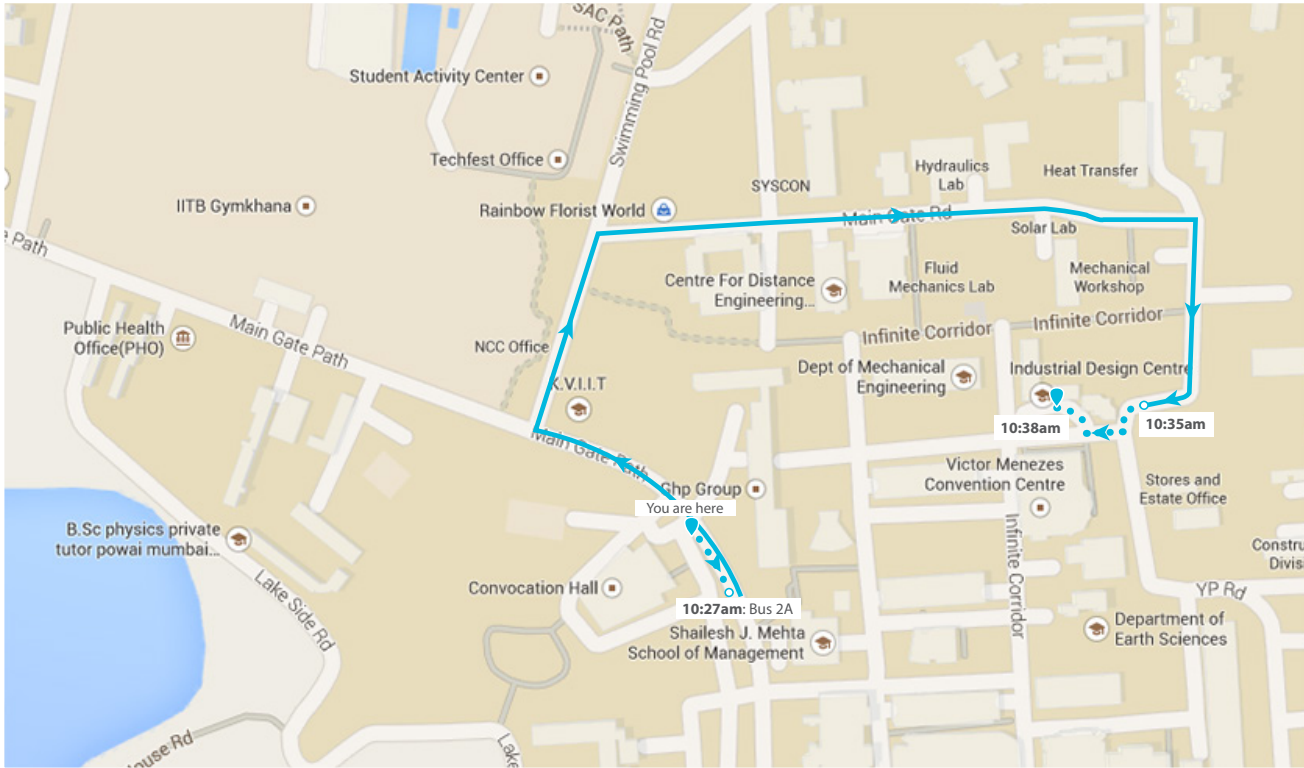 SAC Path
Swimming Pool Rd
Student Activity Center
Techfest Office
Hydraulics
Lab
Heat Transfer
SYSCON
IITB Gymkhana
Rainbow Florist World
Main Gate Rd
Solar Lab
e Path
Centre For Distance
Engineering...
Fluid
Mechanics Lab
Mechanical
Workshop
Public Health
Office(PHO)
Main Gate Path
NCC Office
Infinite Corridor
Infinite Corridor
K.V.I.I.T
Dept of Mechanical
Engineering
Industrial Design Centre
10:38am
10:35am
Main Gate Path
Victor Menezes
Convention Centre
Ghp Group
Stores and
Estate Office
You are here
B.Sc physics private
tutor powai mumbai...
Infinite Corridor
Constru
Divis
Convocation Hall
Lake Side Rd
10:27am: Bus 2A
YP Rd
Shailesh J. Mehta
School of Management
Department of
Earth Sciences
ouse Rd
Lake